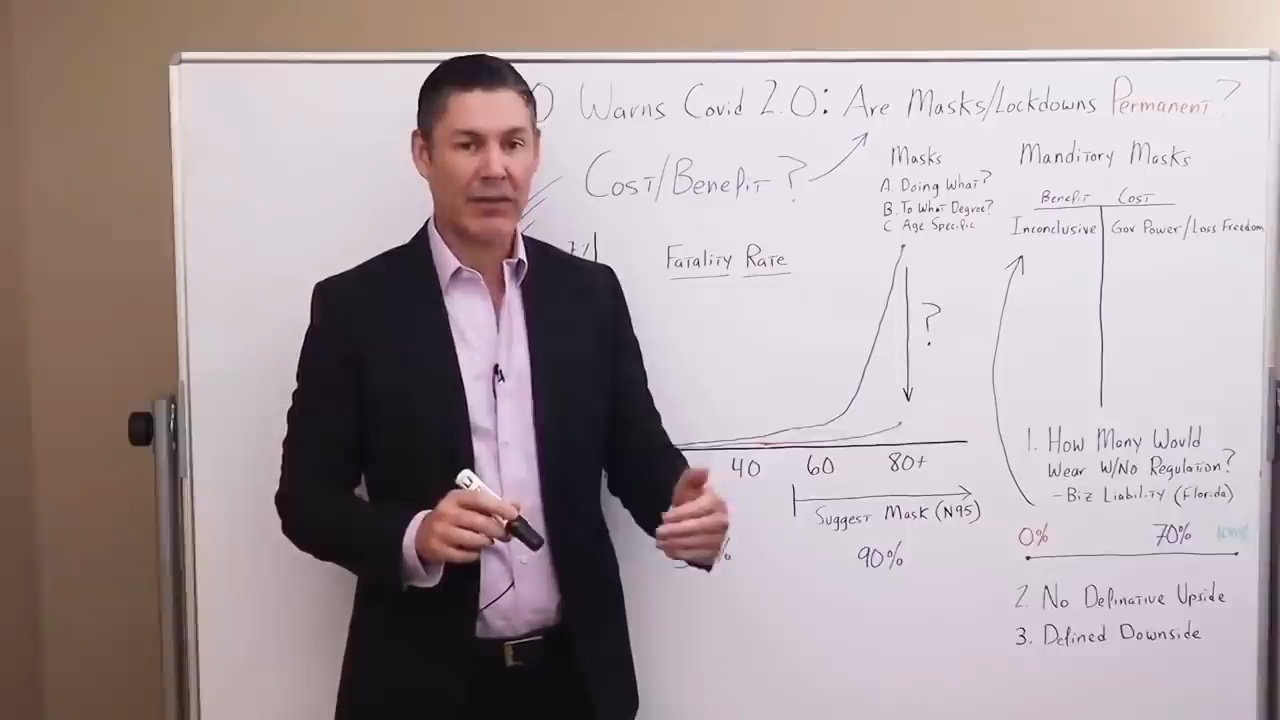 O Warns Covid 2.0: Are Masks/Lockdowns Permanent?
Cost/Benefit?
Masks
A. Doing What?
B. To What Degree?
C Age Specific
Manditory Masks
Benefit Cost
Inconclusive Gov Power/Loss Freedom
Fatality Rate
?
40 60 80+
Suggest Mask (N95)
90%
1. How Many Would
Wear W/No Regulation?
- Biz Liability (Florida)
0% 70% 100%
2. No Definative Upside
3. Defined Downside